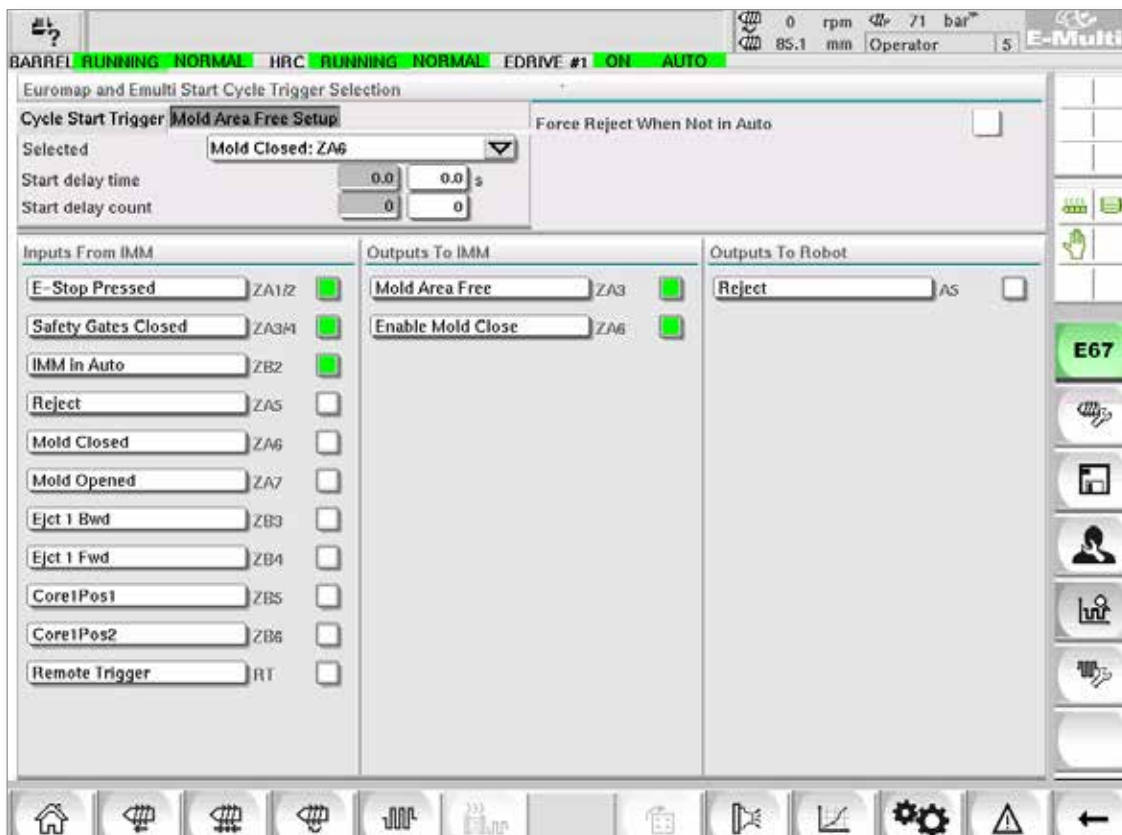 0 rpm 71 bar
85.1 mm Operator 5
E-Multi
BARREL RUNNING NORMAL HRC RUNNING NORMAL EDRIVE #1 ON AUTO
Euromap and Emulti Start Cycle Trigger Selection
Cycle Start Trigger Mold Area Free Setup
Force Reject When Not in Auto
Selected Mold Closed: ZA6
Start delay time 0.0 0.0 s
Start delay count 0 0
Inputs From IMM Outputs To IMM Outputs To Robot
E-Stop Pressed ZA1/2 Mold Area Free ZA3 Reject A5
Safety Gates Closed ZA3/4 Enable Mold Close ZA6
IMM in Auto ZB2
Reject ZA5
Mold Closed ZA6
Mold Opened ZA7
Ejct 1 Bwd ZB3
Ejct 1 Fwd ZB4
Core1Pos1 ZB5
Core1Pos2 ZB6
Remote Trigger RT
E67